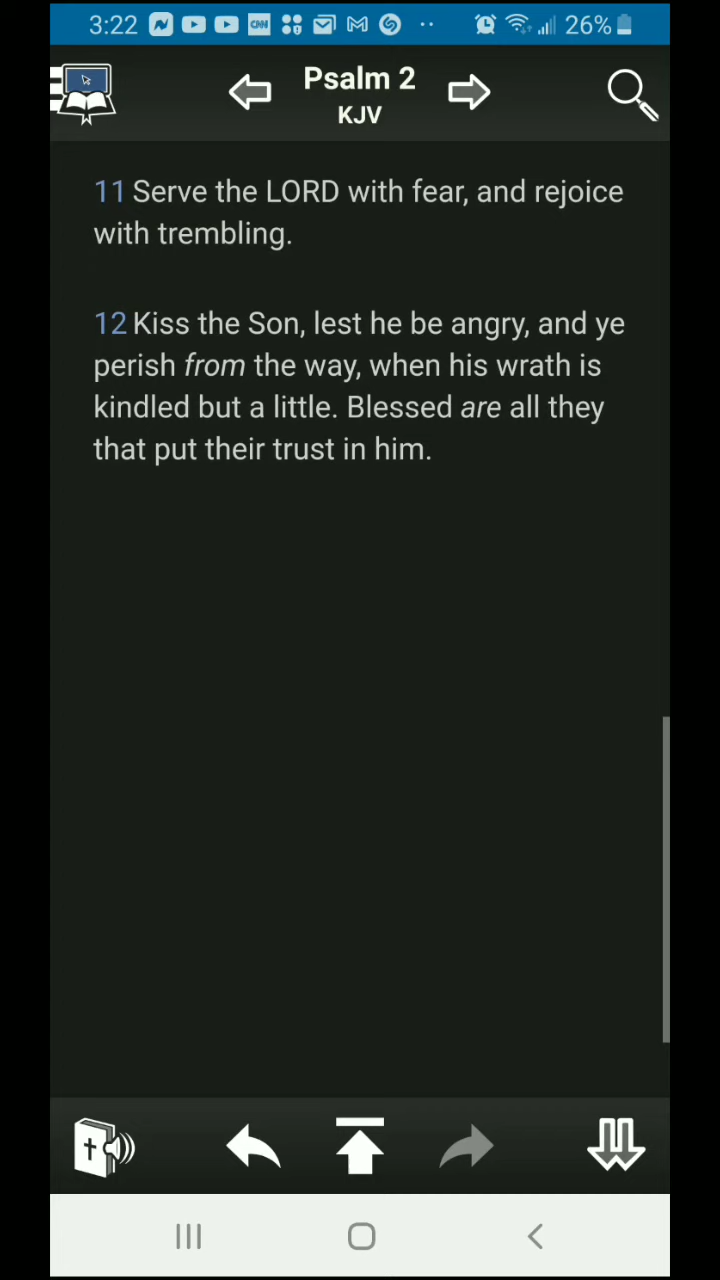 3:22 CNN 26%
Psalm 2
KJV
11 Serve the LORD with fear, and rejoice
with trembling.
12 Kiss the Son, lest he be angry, and ye
perish from the way, when his wrath is
kindled but a little. Blessed are all they
that put their trust in him.